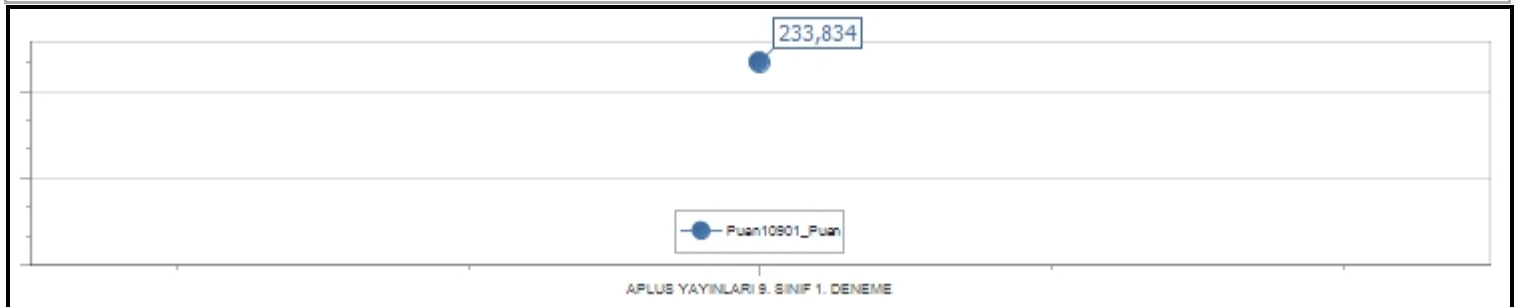 233,834
Puan10901_Puan
APLUS YAYINLARI 9. SINIF 1. DENEME